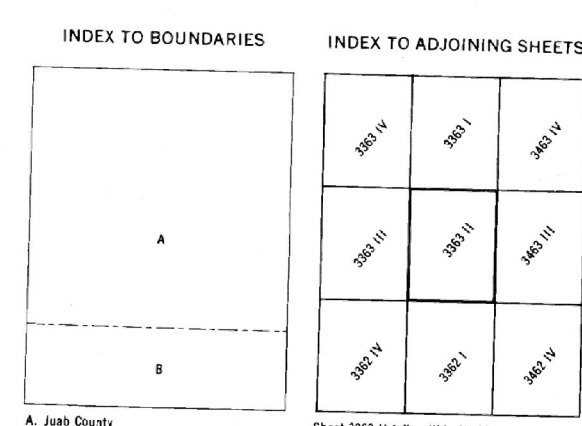 INDEX TO BOUNDARIES
A
B
A. Juab County
INDEX TO ADJOINING SHEETS
3363 IV
3363 I
3463 IV
3363 III
3363 II
3463 III
3362 IV
3362 I
3462 IV